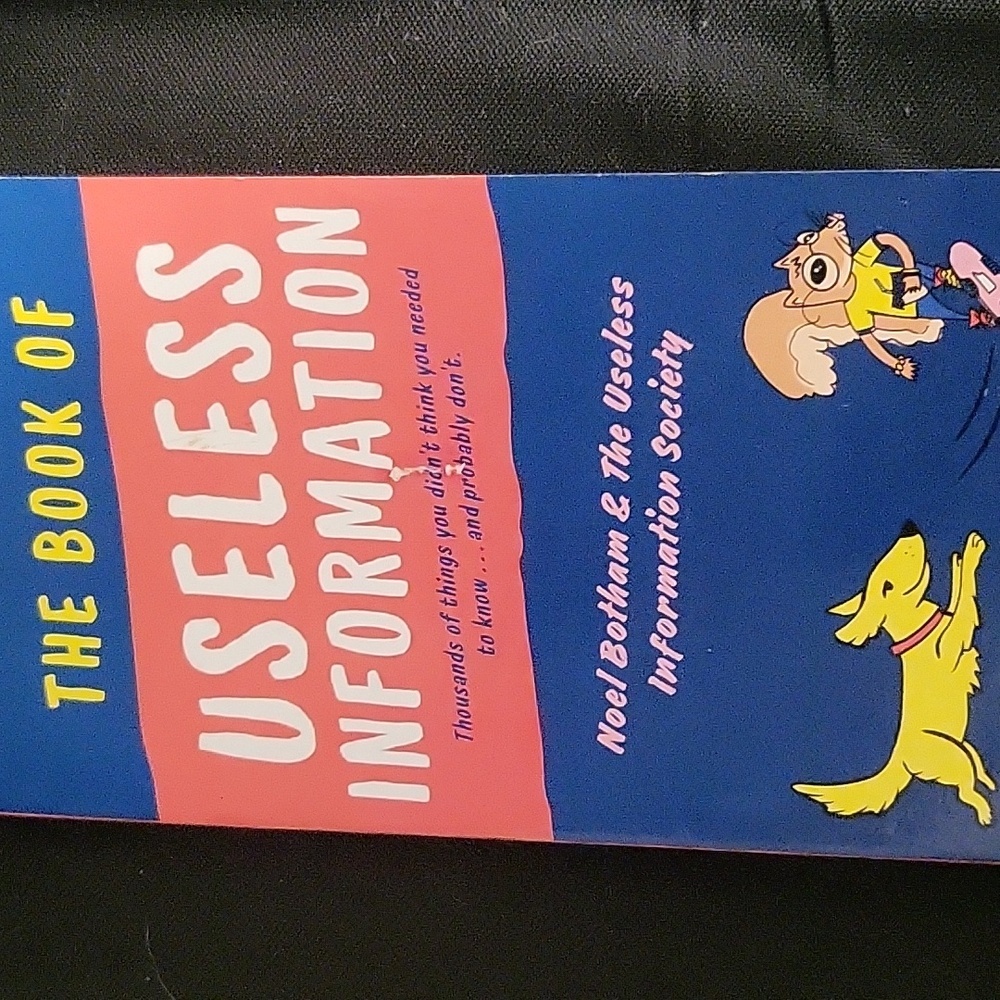 THE BOOK OF
USELESS
INFORMATION
Thousands of things you didn't think you needed
to know . . . and probably don't.
Noel Botham & The Useless
Information Society